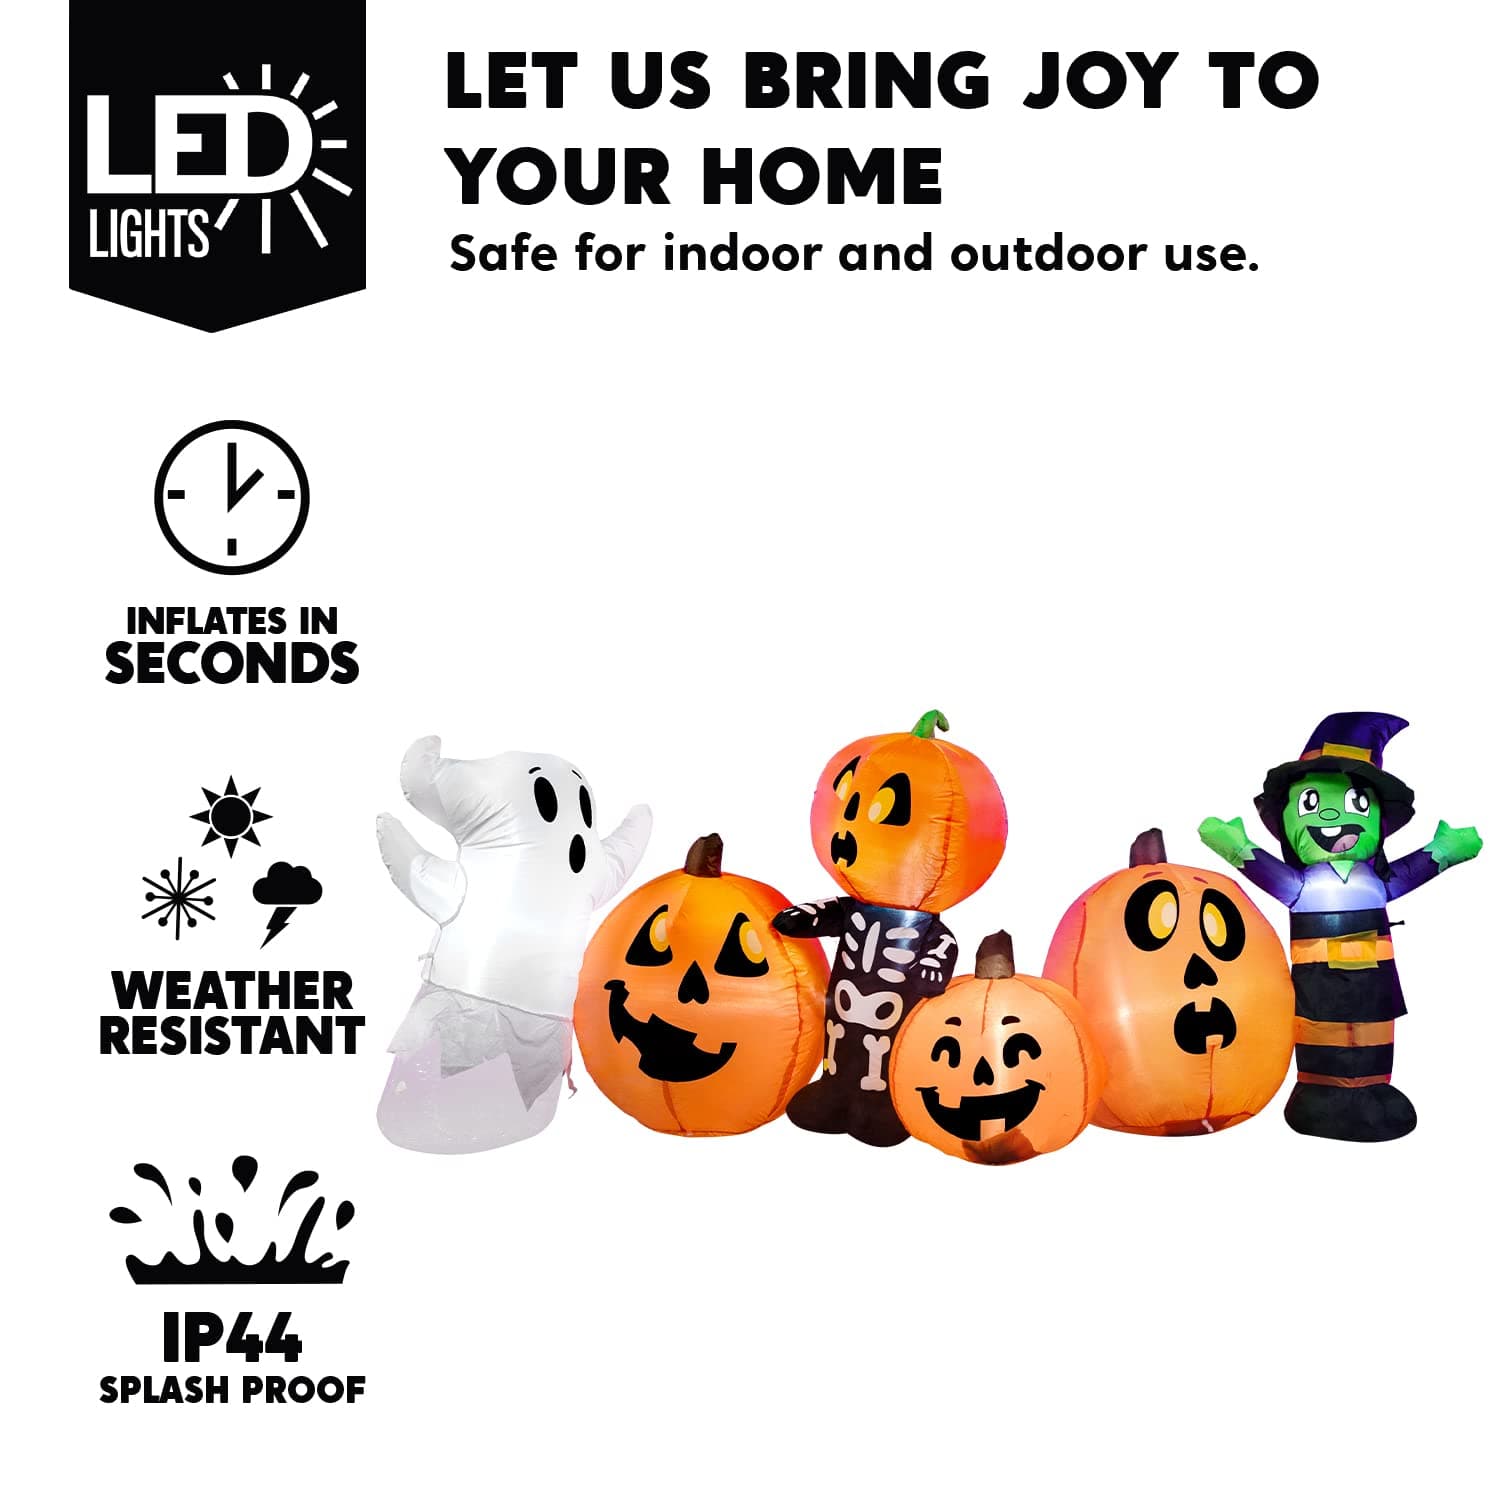 LED
LIGHTS
LET US BRING JOY TO
YOUR HOME
Safe for indoor and outdoor use.
INFLATES IN
SECONDS
WEATHER
RESISTANT
IP44
SPLASH PROOF